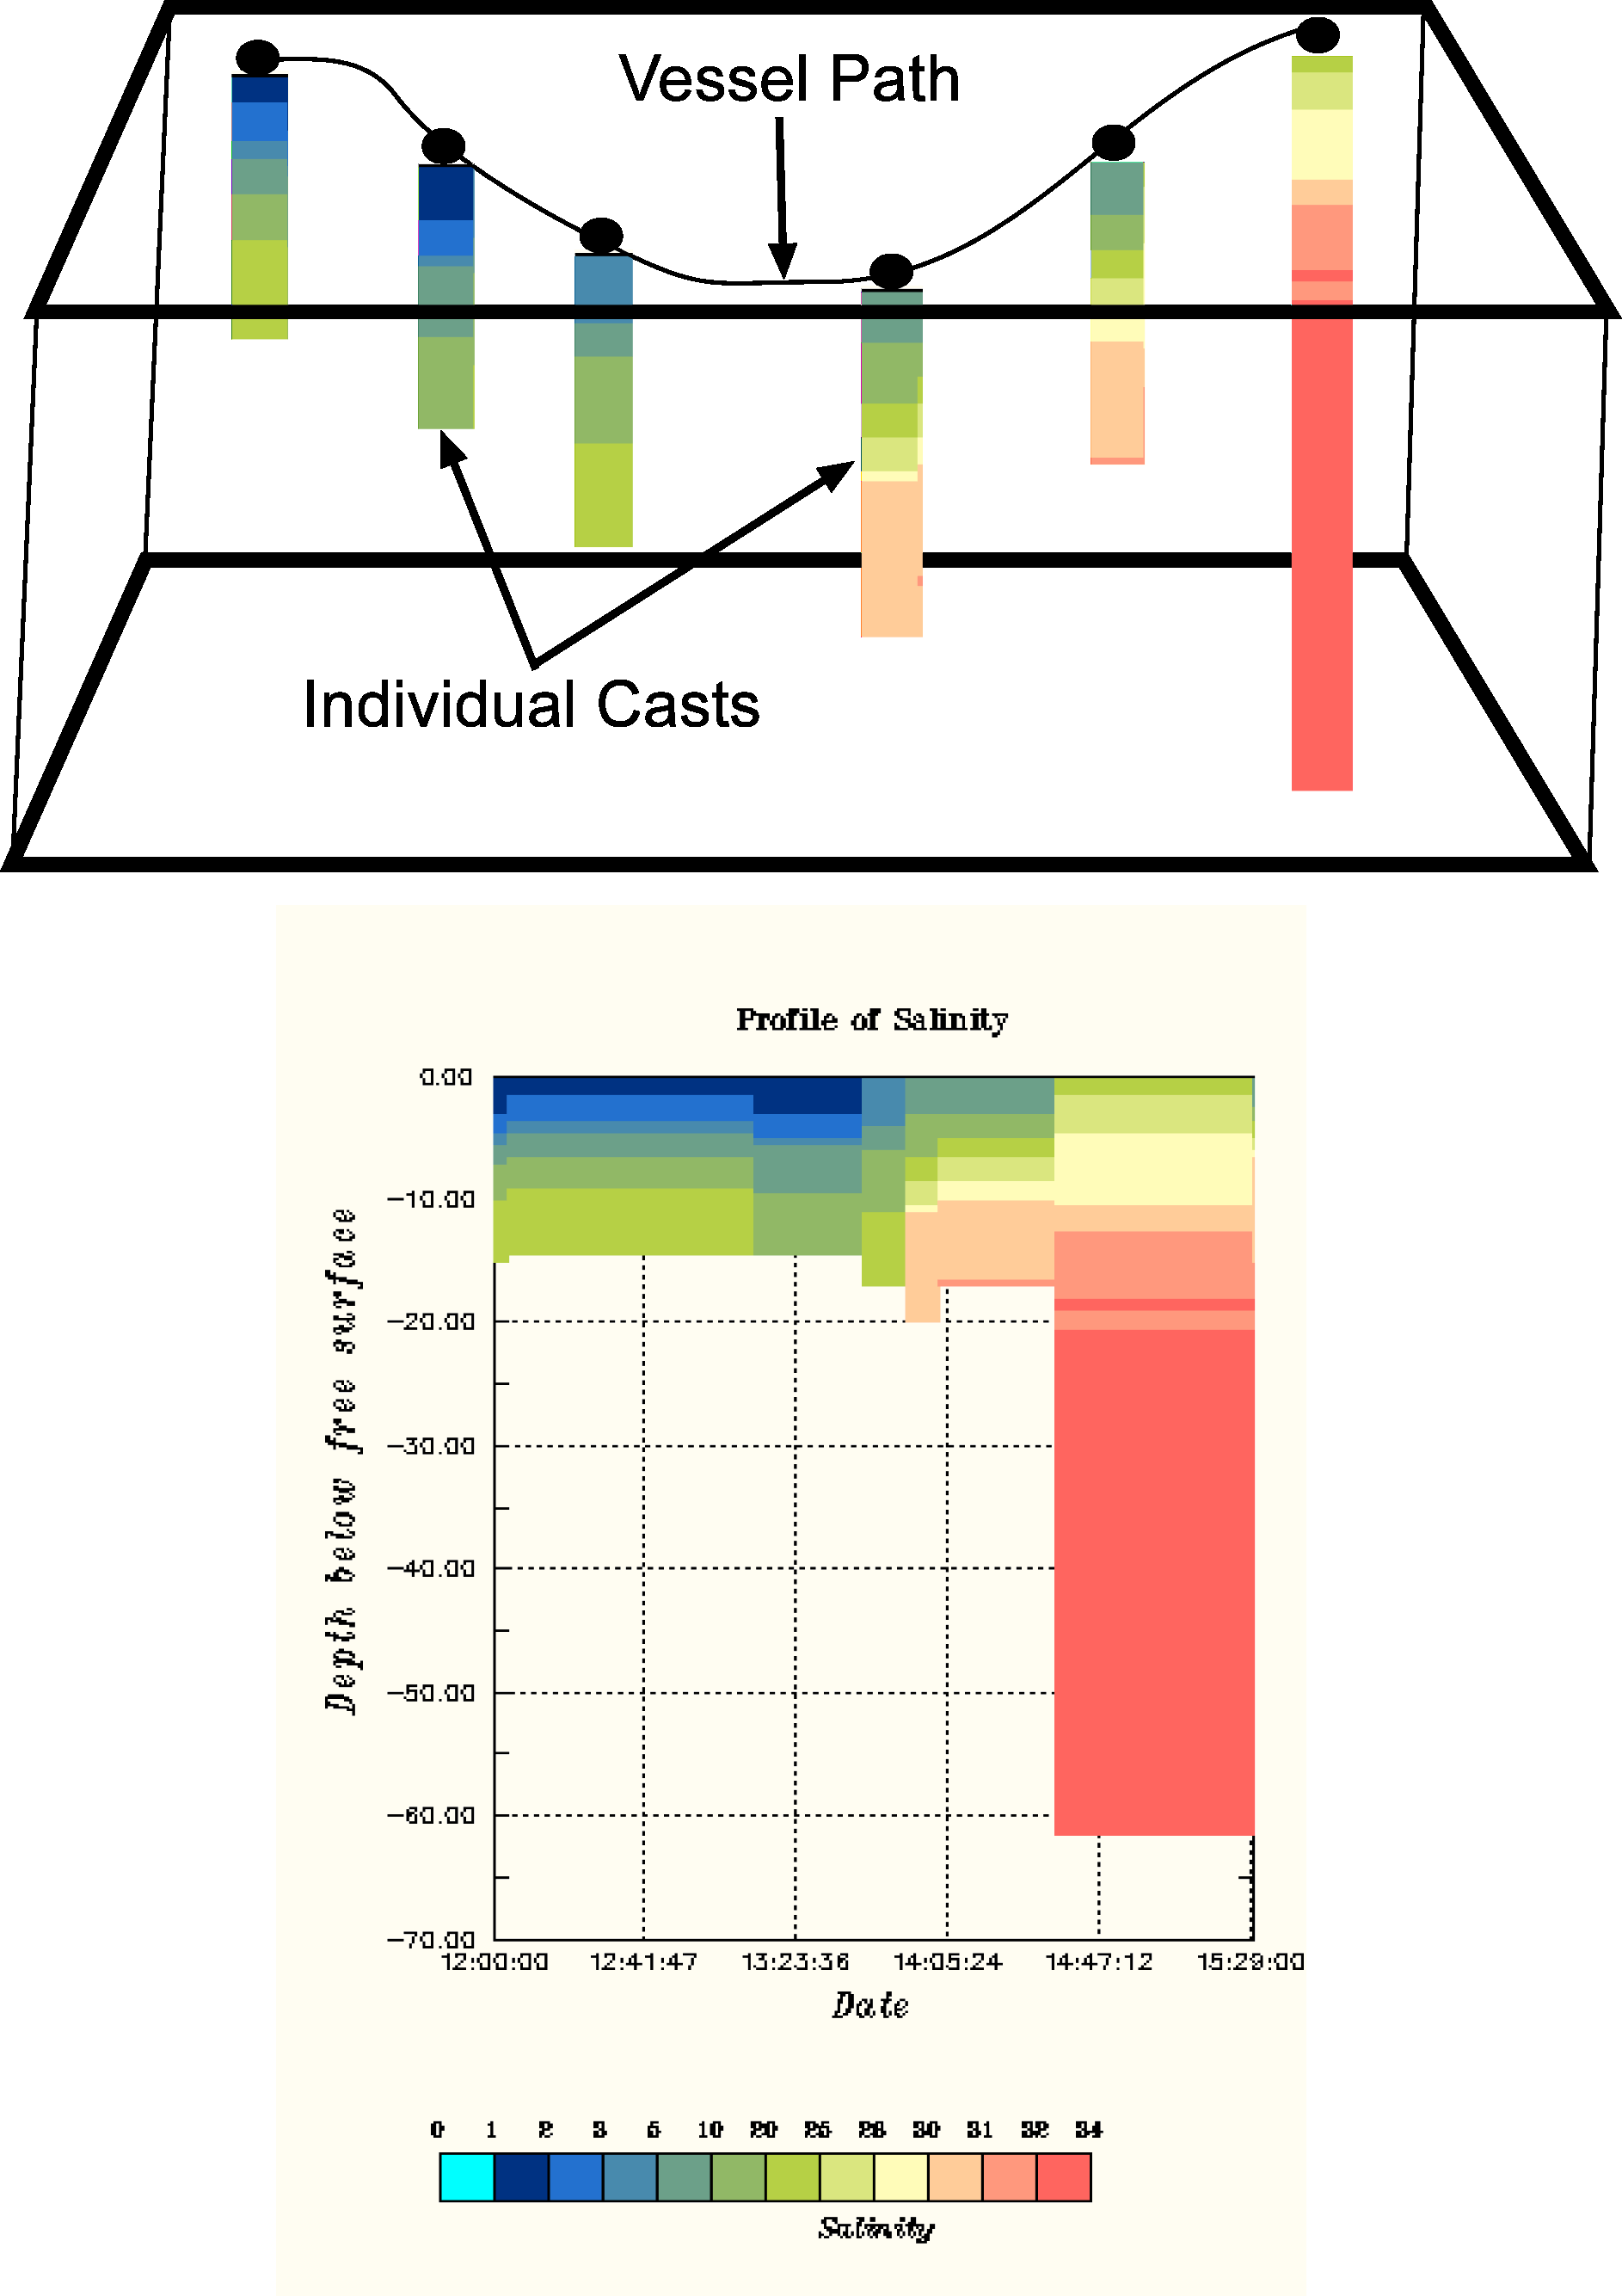 Vessel Path
Individual Casts
Profile of Salinity
0.00
-10.00
-20.00
-30.00
-40.00
-50.00
-60.00
-70.00
Depth below free surface
12:00:00 12:41:47 13:23:36 14:05:24 14:47:12 15:29:00
Date
0 1 2 3 5 10 20 25 28 30 31 32 34
Salinity